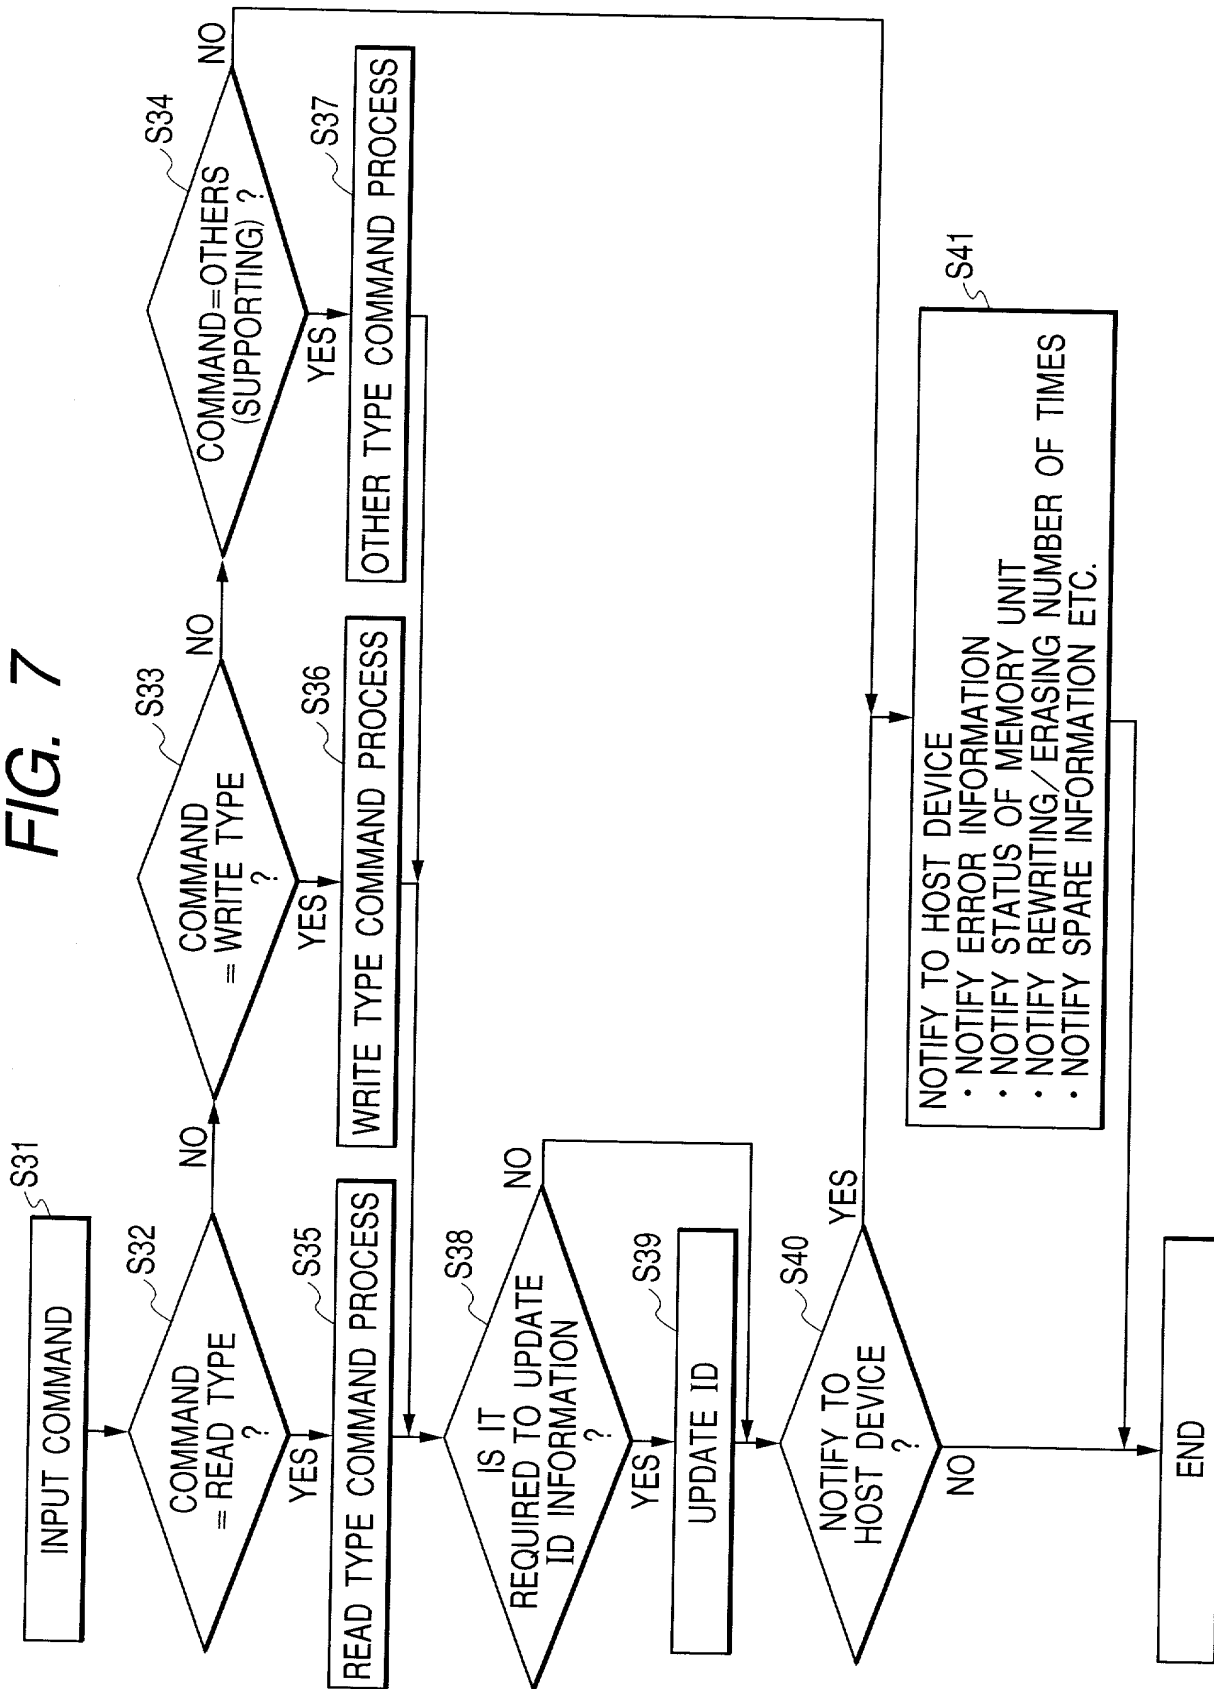 FIG. 7
INPUT COMMAND
S31
COMMAND
= READ TYPE
?
S32
NO
YES
COMMAND
= WRITE TYPE
?
S33
NO
YES
COMMAND=OTHERS
(SUPPORTING) ?
S34
NO
YES
READ TYPE COMMAND PROCESS
S35
WRITE TYPE COMMAND PROCESS
S36
OTHER TYPE COMMAND PROCESS
S37
IS IT
REQUIRED TO UPDATE
ID INFORMATION
?
S38
NO
YES
UPDATE ID
S39
NOTIFY TO
HOST DEVICE
?
S40
YES
NO
NOTIFY TO HOST DEVICE
· NOTIFY ERROR INFORMATION
· NOTIFY STATUS OF MEMORY UNIT
· NOTIFY REWRITING/ERASING NUMBER OF TIMES
· NOTIFY SPARE INFORMATION ETC.
S41
END